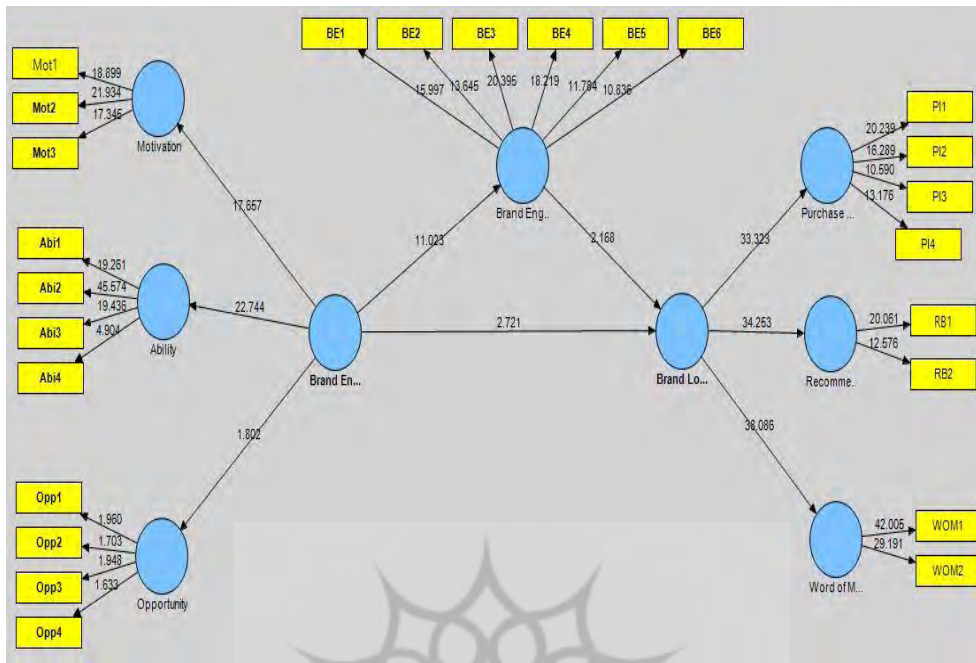 BE1
BE2
BE3
BE4
BE5
BE6
15.997
13.645
20.395
18.219
11.784
10.836
Mot1
Mot2
Mot3
18.899
21.934
17.345
Motivation
17.657
Brand Eng..
11.023
2.168
PI1
PI2
PI3
PI4
20.239
10.590
13.176
Purchase ...
33.323
Abi1
Abi2
Abi3
Abi4
19.261
45.574
19.436
4.904
Ability
22.744
Brand En...
2.721
Brand Lo...
34.253
Recomme..
20.061
12.576
RB1
RB2
1.802
Opp1
Opp2
Opp3
Opp4
1.960
1.703
1.948
1.633
Opportunity
Word of M...
42.005
29.191
WOM1
WOM2